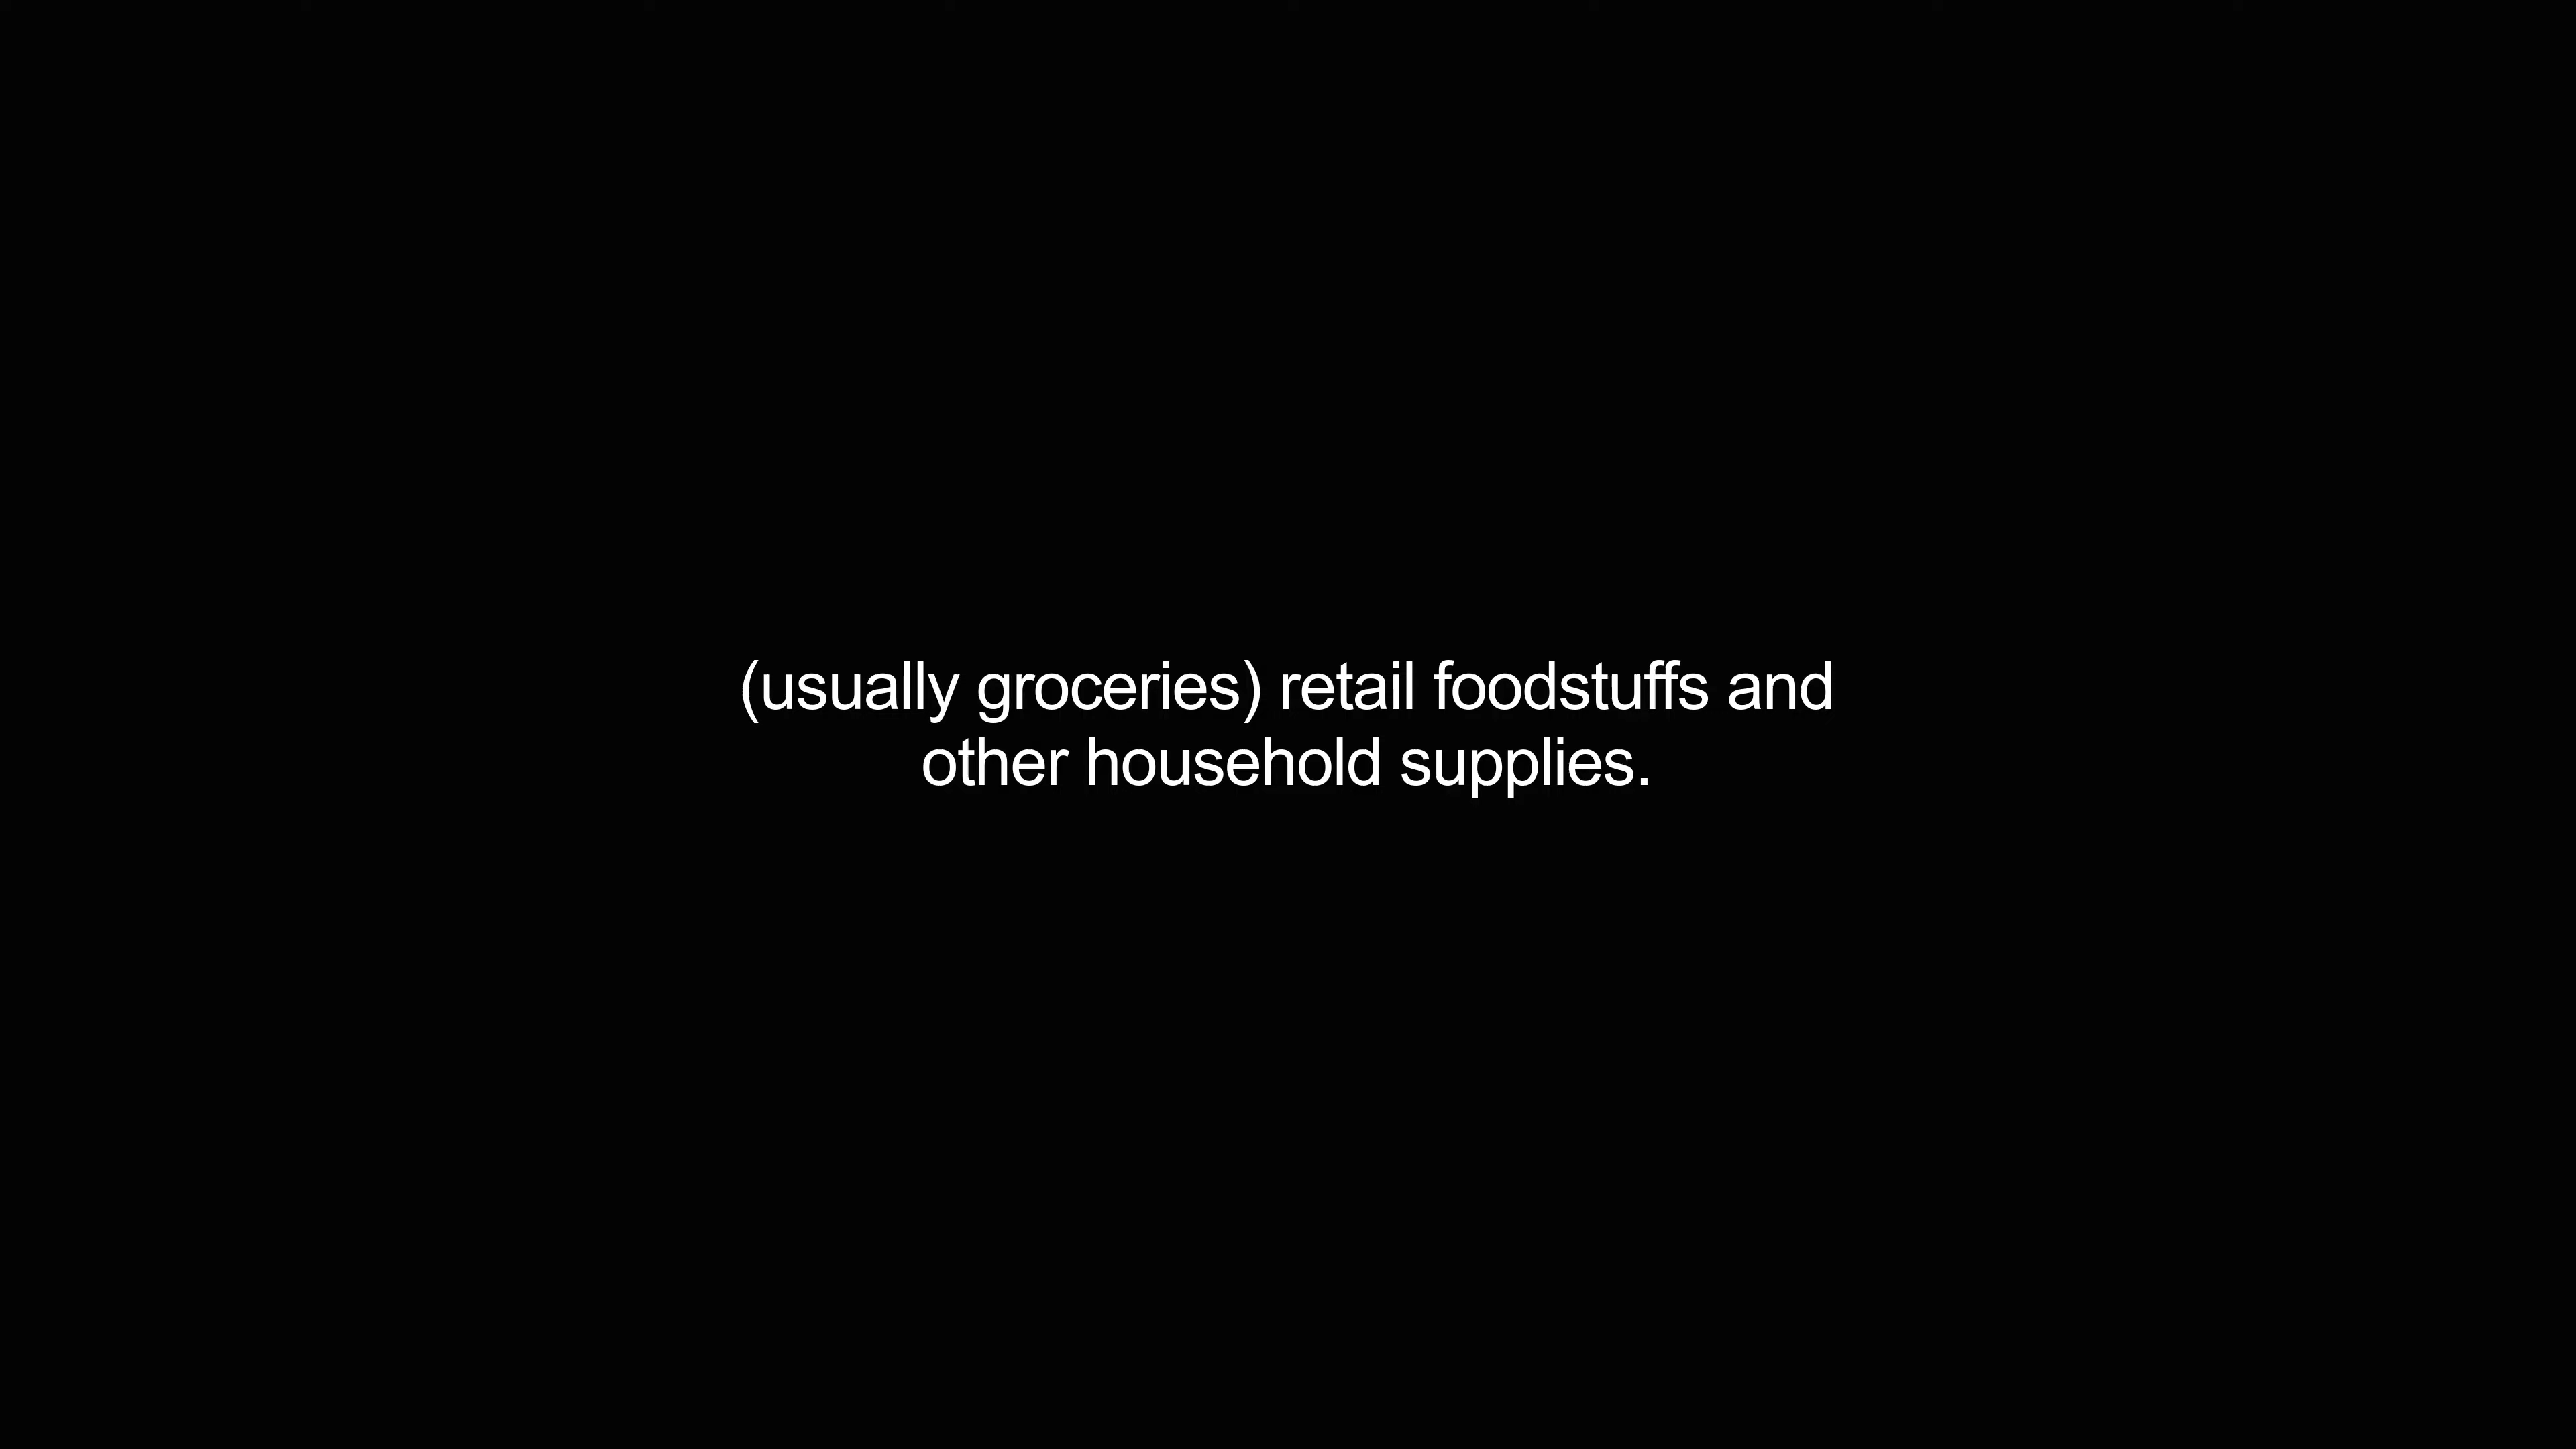 (usually groceries) retail foodstuffs and
other household supplies.